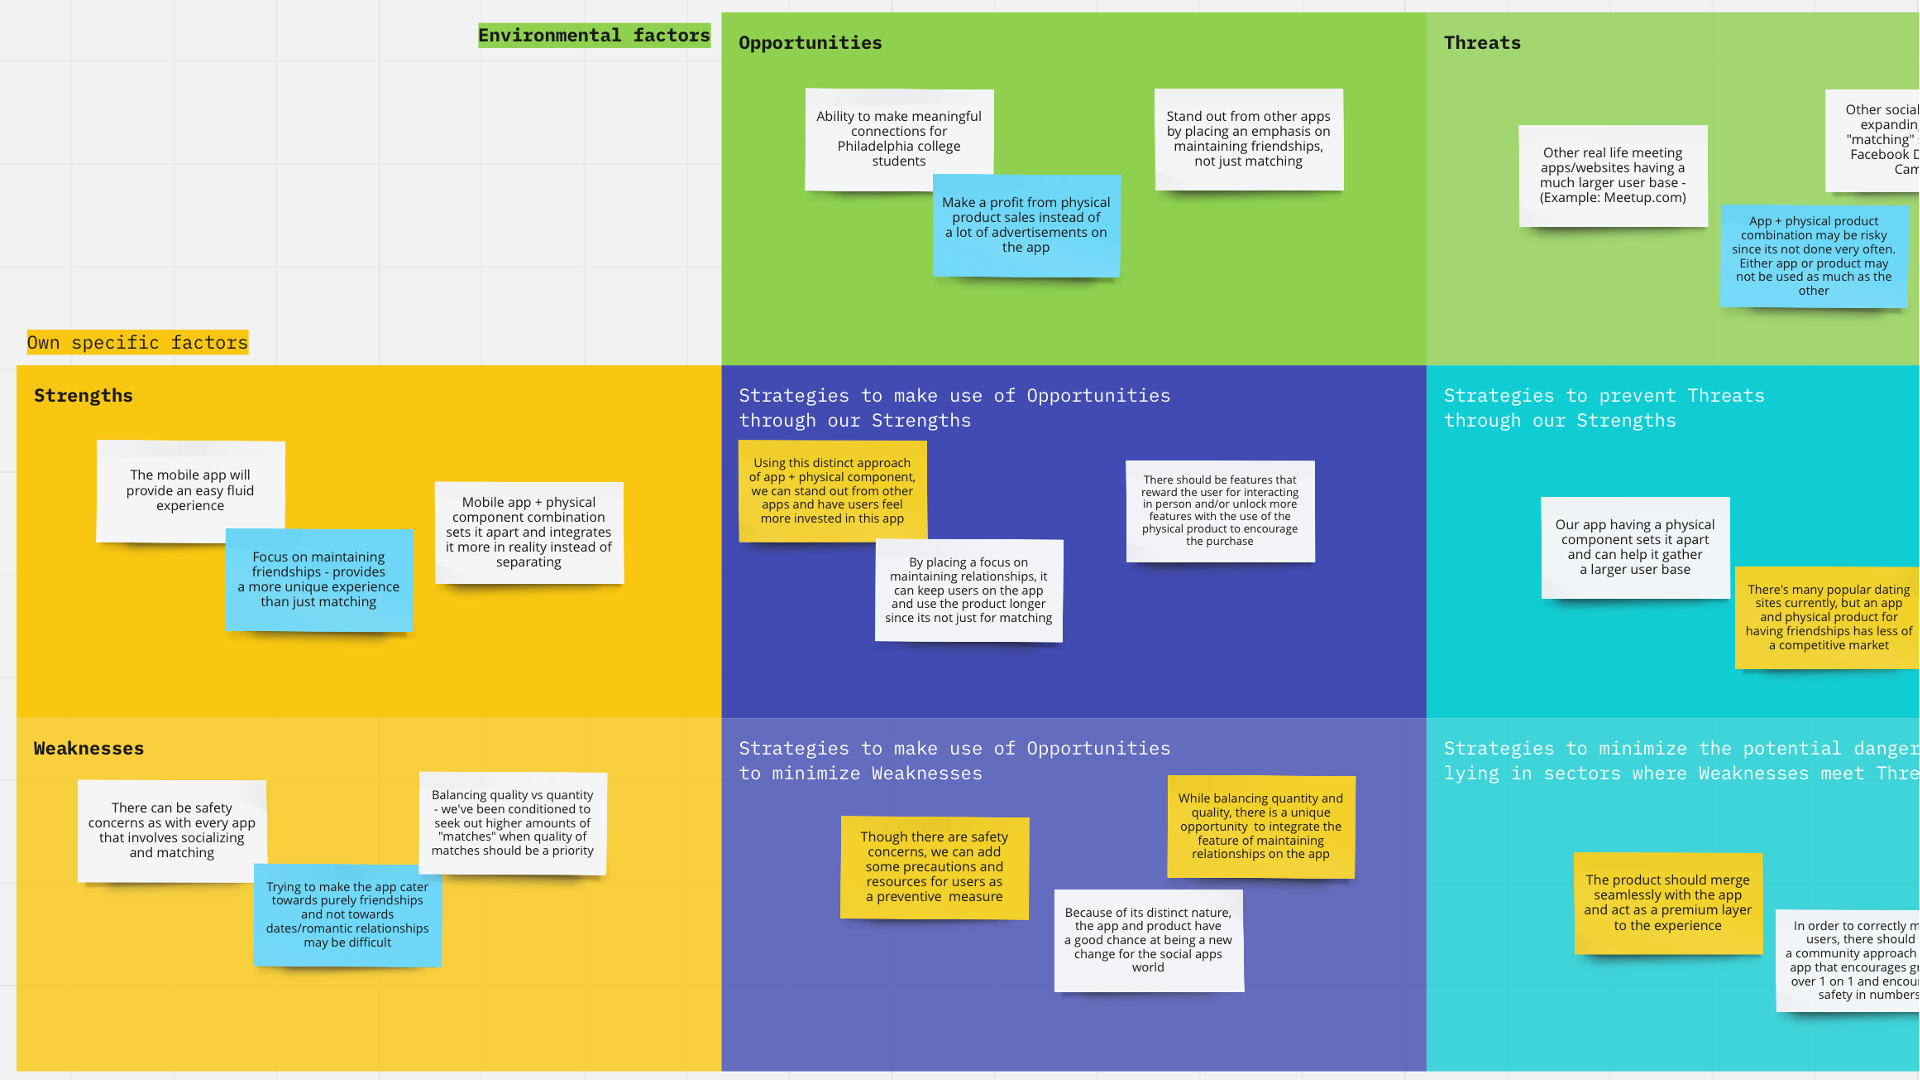 Environmental factors
Opportunities
Ability to make meaningful
connections for
Philadelphia college
students
Make a profit from physical
product sales instead of
a lot of advertisements on
the app
Stand out from other apps
by placing an emphasis on
maintaining friendships,
not just matching
Threats
Other real life meeting
apps/websites having a
much larger user base -
(Example: Meetup.com)
Other social
expanding
"matching"
Facebook D
Cam
App + physical product
combination may be risky
since its not done very often.
Either app or product may
not be used as much as the
other
Own specific factors
Strengths
The mobile app will
provide an easy fluid
experience
Focus on maintaining
friendships - provides
a more unique experience
than just matching
Mobile app + physical
component combination
sets it apart and integrates
it more in reality instead of
separating
Strategies to make use of Opportunities
through our Strengths
Using this distinct approach
of app + physical component,
we can stand out from other
apps and have users feel
more invested in this app
By placing a focus on
maintaining relationships, it
can keep users on the app
and use the product longer
since its not just for matching
There should be features that
reward the user for interacting
in person and/or unlock more
features with the use of the
physical product to encourage
the purchase
Strategies to prevent Threats
through our Strengths
Our app having a physical
component sets it apart
and can help it gather
a larger user base
There's many popular dating
sites currently, but an app
and physical product for
having friendships has less of
a competitive market
Weaknesses
There can be safety
concerns as with every app
that involves socializing
and matching
Trying to make the app cater
towards purely friendships
and not towards
dates/romantic relationships
may be difficult
Balancing quality vs quantity
- we've been conditioned to
seek out higher amounts of
"matches" when quality of
matches should be a priority
Strategies to make use of Opportunities
to minimize Weaknesses
Though there are safety
concerns, we can add
some precautions and
resources for users as
a preventive measure
While balancing quantity and
quality, there is a unique
opportunity to integrate the
feature of maintaining
relationships on the app
Because of its distinct nature,
the app and product have
a good chance at being a new
change for the social apps
world
Strategies to minimize the potential danger
lying in sectors where Weaknesses meet Thre
The product should merge
seamlessly with the app
and act as a premium layer
to the experience
In order to correctly m
users, there should
a community approach
app that encourages g
over 1 on 1 and encou
safety in numbers